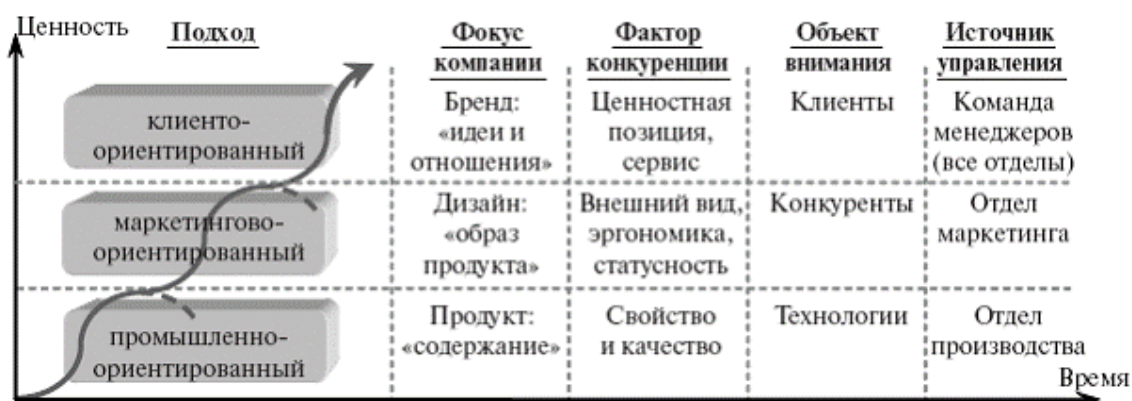 Ценность
Подход
Фокус
компании
Фактор
конкуренции
Объект
внимания
Источник
управления
клиенто-
ориентированный
Бренд:
«идеи и
отношения»
Ценностная
позиция,
сервис
Клиенты
Команда
менеджеров
(все отделы)
маркетингово-
ориентированный
Дизайн:
«образ
продукта»
Внешний вид,
эргономика,
статусность
Конкуренты
Отдел
маркетинга
промышленно-
ориентированный
Продукт:
«содержание»
Свойство
и качество
Технологии
Отдел
производства
Время